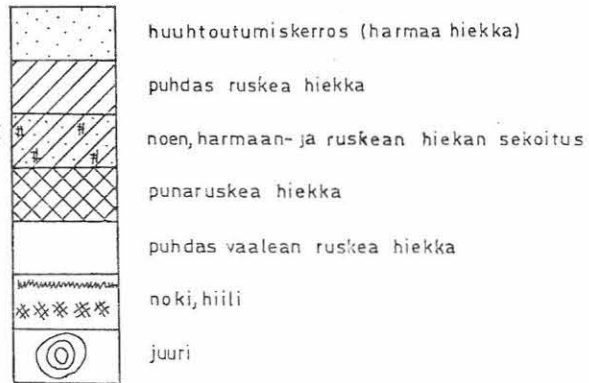 huuhtoutumiskerros (harmaa hiekka)
puhdas ruskea hiekka
noen, harmaan- ja ruskean hiekan sekoitus
punaruskea hiekka
puhdas vaalean ruskea hiekka
noki, hiili
juuri